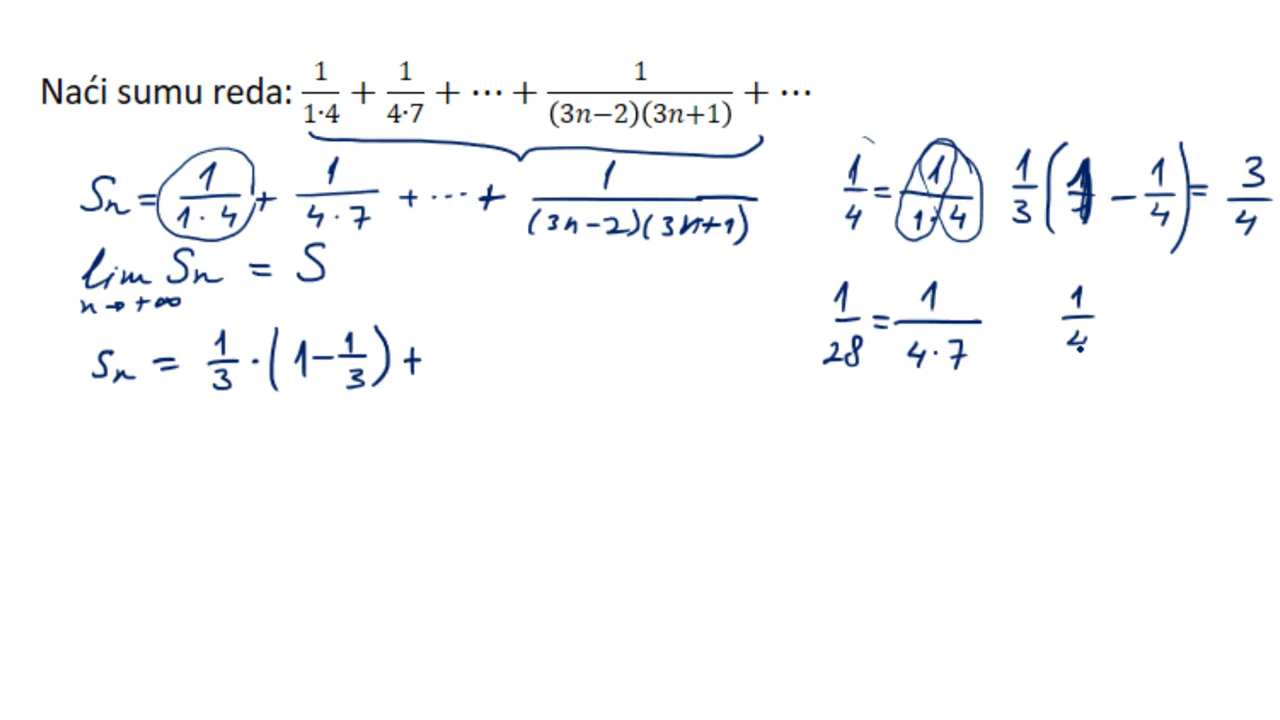 Naći sumu reda: 1/(1·4) + 1/(4·7) + ⋯ + 1/((3n−2)(3n+1)) + ⋯
Sn = 1/(1·4) + 1/(4·7) + ⋯ + 1/((3n−2)(3n+1))
lim n→+∞ Sn = S
Sn = 1/3 · (1 − 1/3) +
1/4 = 1/(1·4) 1/3 (1 − 1/4) = 3/4
1/28 = 1/(4·7) 1/4